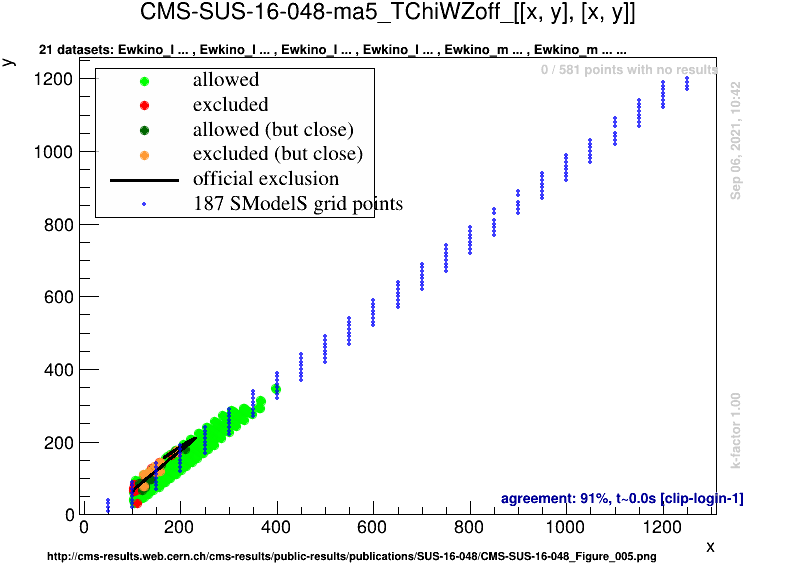 CMS-SUS-16-048-ma5_TChiWZoff_[[x, y], [x, y]]
21 datasets: Ewkino_l ... , Ewkino_l ... , Ewkino_l ... , Ewkino_l ... , Ewkino_m ... , Ewkino_m ... ...
y
0 / 581 points with no results
allowed
excluded
allowed (but close)
excluded (but close)
official exclusion
187 SModelS grid points
1200
1000
800
600
400
200
0
Sep 06, 2021, 10:42
k-factor 1.00
agreement: 91%, t~0.0s [clip-login-1]
0 200 400 600 800 1000 1200
x
http://cms-results.web.cern.ch/cms-results/public-results/publications/SUS-16-048/CMS-SUS-16-048_Figure_005.png